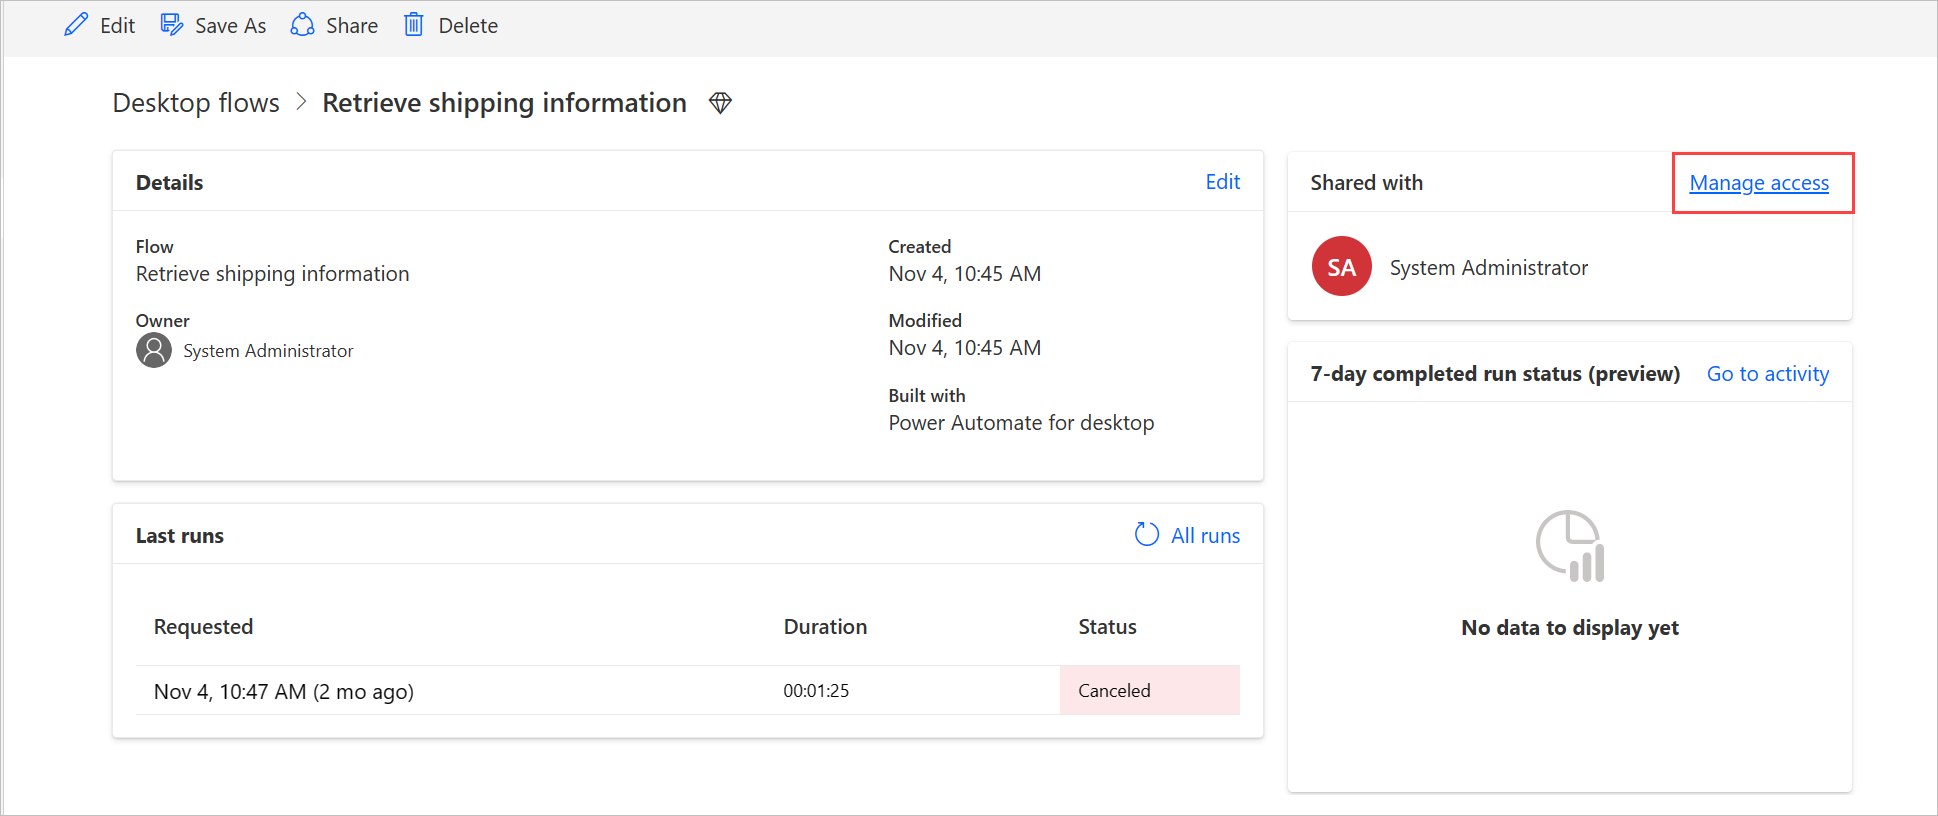 Edit Save As Share Delete
Desktop flows > Retrieve shipping information
Details Edit
Flow
Retrieve shipping information
Owner
System Administrator
Created
Nov 4, 10:45 AM
Modified
Nov 4, 10:45 AM
Built with
Power Automate for desktop
Shared with Manage access
SA System Administrator
7-day completed run status (preview) Go to activity
No data to display yet
Last runs All runs
Requested Duration Status
Nov 4, 10:47 AM (2 mo ago) 00:01:25 Canceled